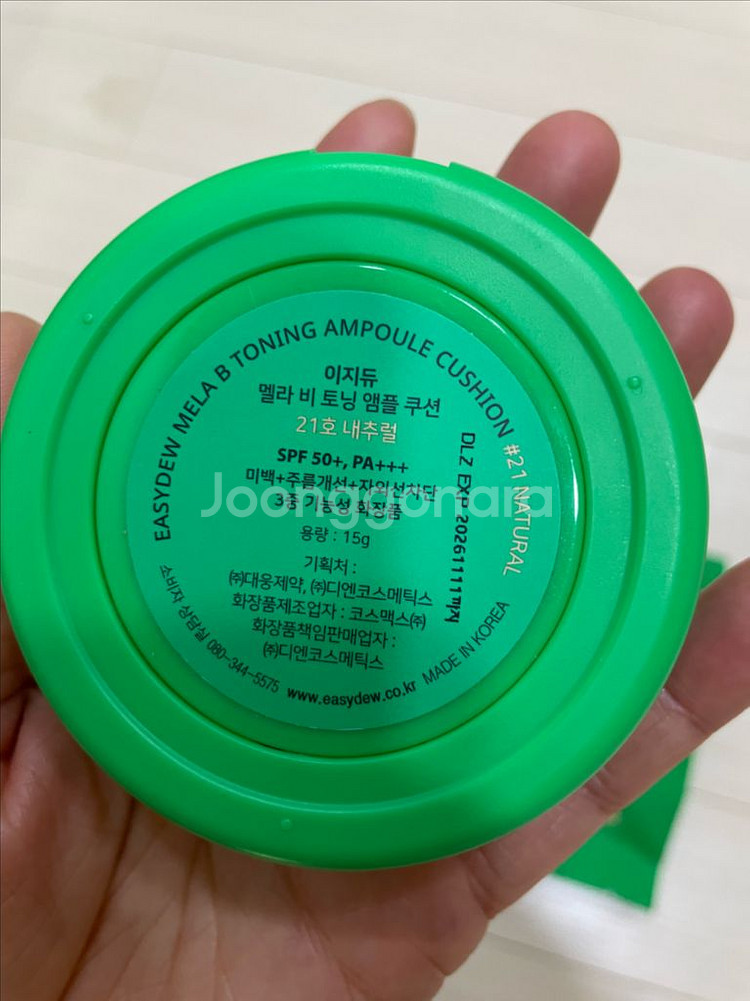 EASYDEW MELA B TONING AMPOULE CUSHION #21 NATURAL
이지듀
멜라 비 토닝 앰플 쿠션
21호 내추럴
SPF 50+, PA+++
미백+주름개선+자외선차단
3중 기능성 화장품
용량 : 15g
기획처 :
㈜대웅제약, ㈜디엔코스메틱스
화장품제조업자 : 코스맥스㈜
화장품책임판매업자 :
㈜디엔코스메틱스
소비자 상담실 080-344-5575 www.easydew.co.kr MADE IN KOREA
DLZ EXP 20261111까지
Joonggonara